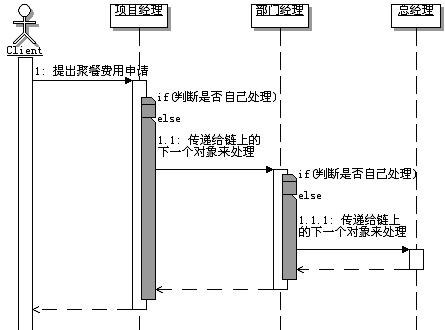 项目经理
部门经理
总经理
Client
1: 提出聚餐费用申请
if(判断是否自己处理)
else
1.1: 传递给链上的
下一个对象来处理
if(判断是否自己处理)
else
1.1.1: 传递给链上
的下一个对象来处理